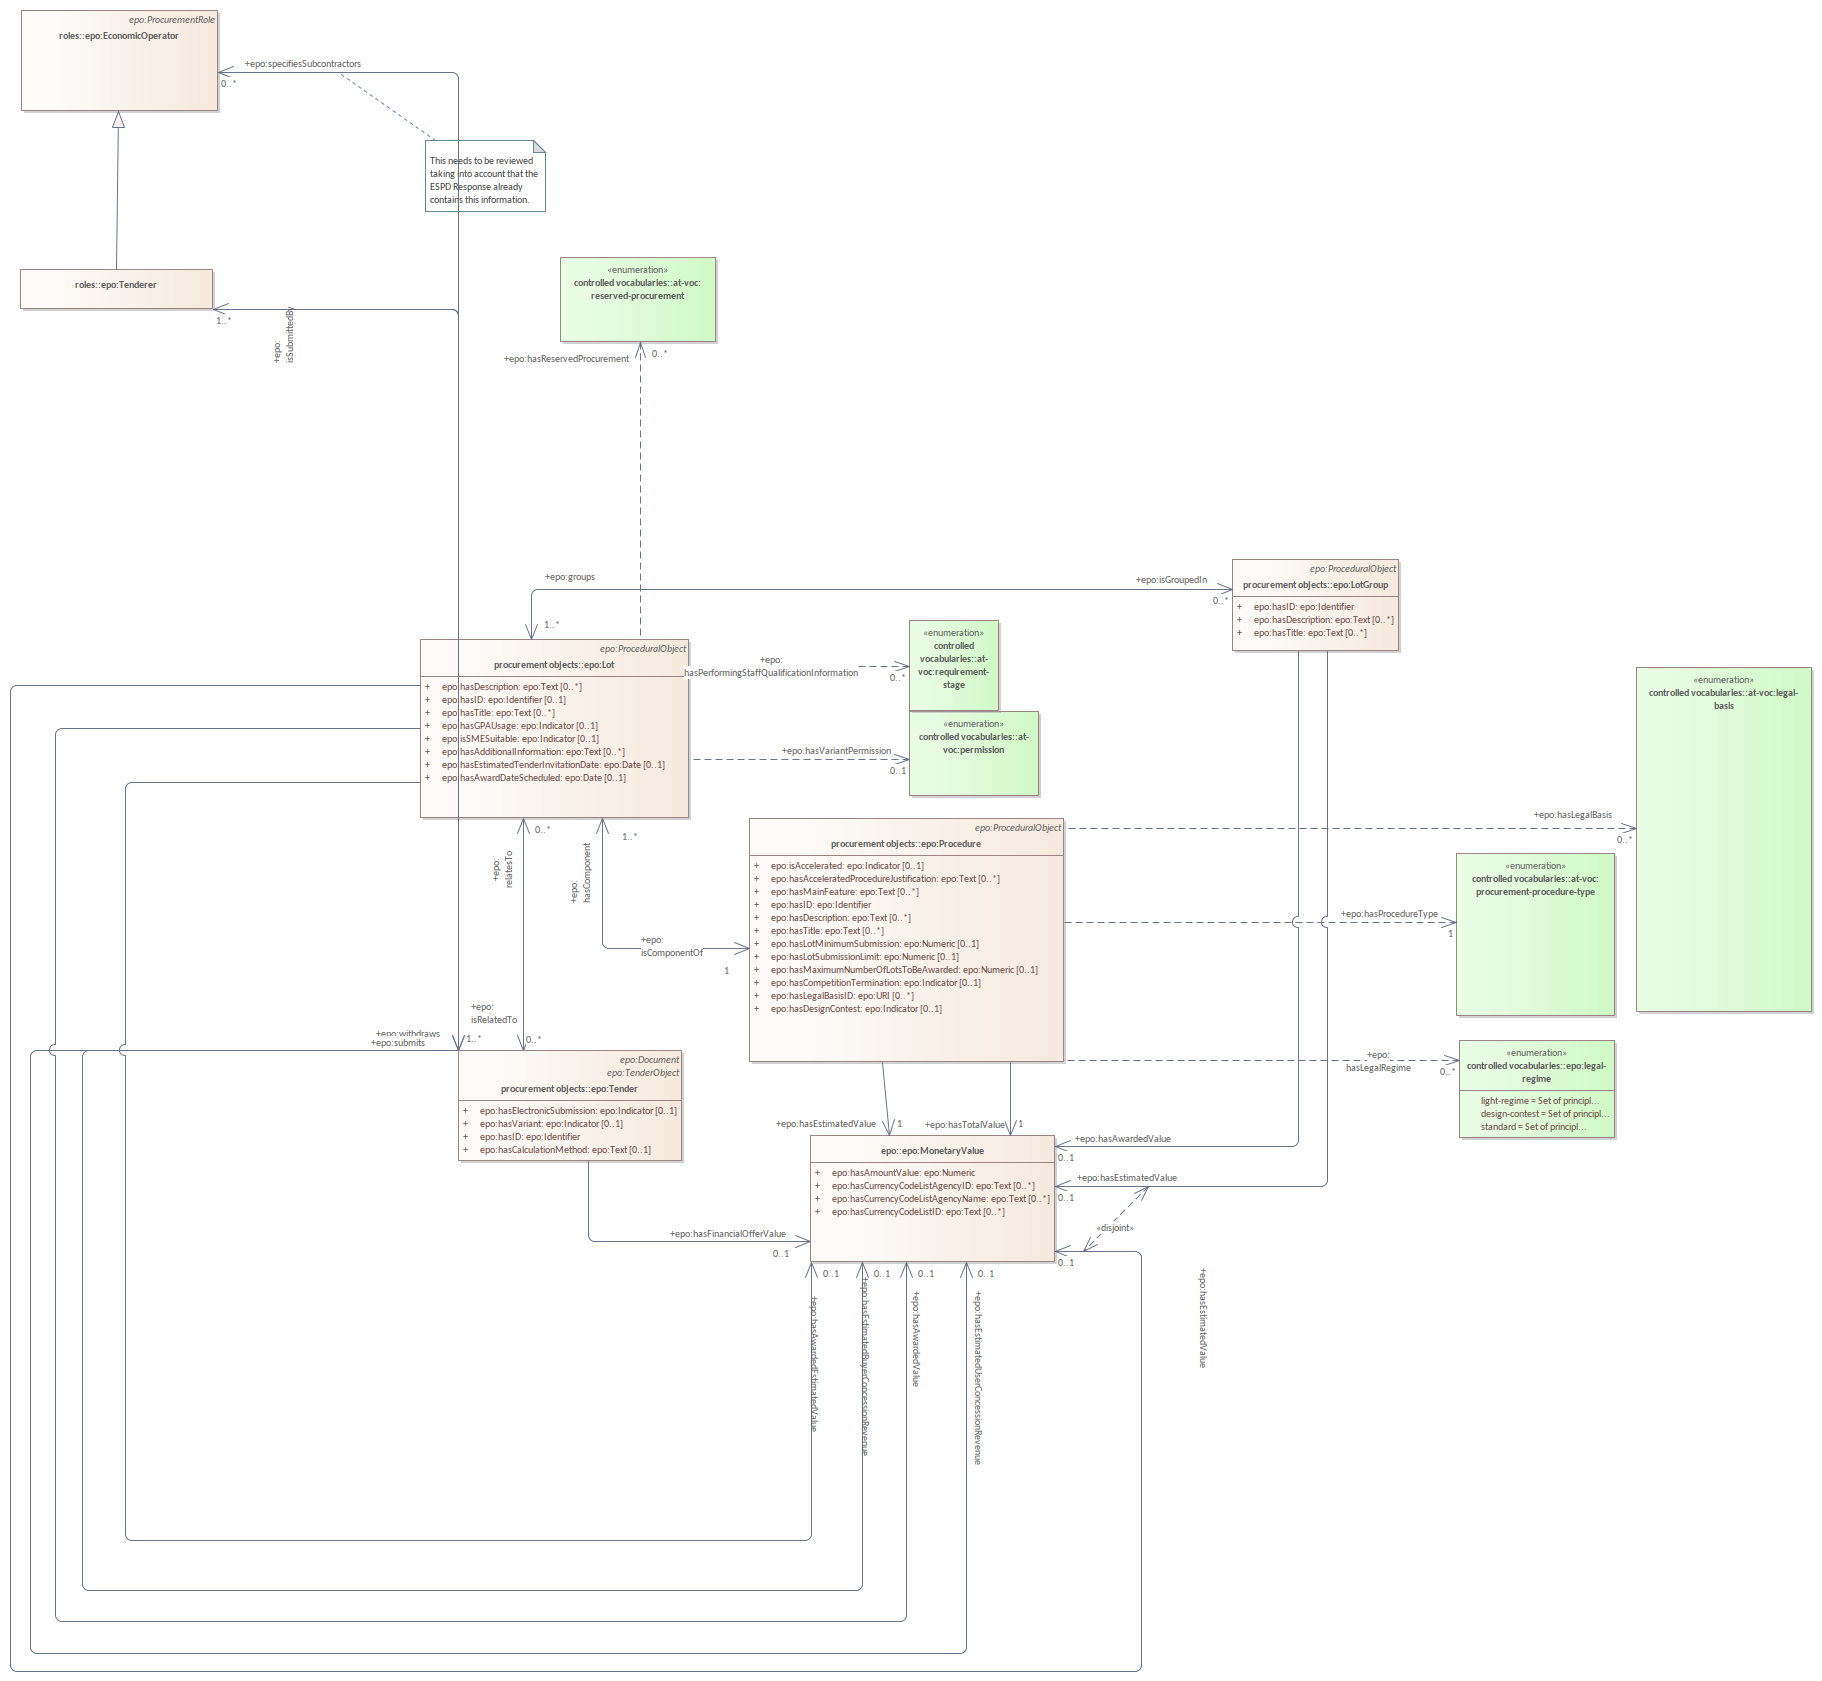 epo:ProcurementRole
roles::epo:EconomicOperator
+epo:specifiesSubcontractors
0..*
This needs to be reviewed
taking into account that the
ESPD Response already
contains this information.
roles::epo:Tenderer
1..*
+epo:
isSubmittedBy
«enumeration»
controlled vocabularies::at-voc:
reserved-procurement
+epo:hasReservedProcurement
0..*
+epo:groups
1..*
+epo:isGroupedIn
0..*
epo:ProceduralObject
procurement objects::epo:LotGroup
+ epo:hasID: epo:Identifier
+ epo:hasDescription: epo:Text [0..*]
+ epo:hasTitle: epo:Text [0..*]
epo:ProceduralObject
procurement objects::epo:Lot
+ epo:hasDescription: epo:Text [0..*]
+ epo:hasID: epo:Identifier [0..1]
+ epo:hasTitle: epo:Text [0..*]
+ epo:hasGPAUsage: epo:Indicator [0..1]
+ epo:isSMESuitable: epo:Indicator [0..1]
+ epo:hasAdditionalInformation: epo:Text [0..*]
+ epo:hasEstimatedTenderInvitationDate: epo:Date [0..1]
+ epo:hasAwardDateScheduled: epo:Date [0..1]
+epo:
hasPerformingStaffQualificationInformation
0..*
«enumeration»
controlled
vocabularies::at-
voc:requirement-
stage
+epo:hasVariantPermission
0..1
«enumeration»
controlled vocabularies::at-
voc:permission
«enumeration»
controlled vocabularies::at-voc:legal-
basis
+epo:hasLegalBasis
0..*
0..*
+epo:
relatesTo
1..*
+epo:
hasComponent
+epo:
isComponentOf
1
epo:ProceduralObject
procurement objects::epo:Procedure
+ epo:isAccelerated: epo:Indicator [0..1]
+ epo:hasAcceleratedProcedureJustification: epo:Text [0..*]
+ epo:hasMainFeature: epo:Text [0..*]
+ epo:hasID: epo:Identifier
+ epo:hasDescription: epo:Text [0..*]
+ epo:hasTitle: epo:Text [0..*]
+ epo:hasLotMinimumSubmission: epo:Numeric [0..1]
+ epo:hasLotSubmissionLimit: epo:Numeric [0..1]
+ epo:hasMaximumNumberOfLotsToBeAwarded: epo:Numeric [0..1]
+ epo:hasCompetitionTermination: epo:Indicator [0..1]
+ epo:hasLegalBasisID: epo:URI [0..*]
+ epo:hasDesignContest: epo:Indicator [0..1]
«enumeration»
controlled vocabularies::at-voc:
procurement-procedure-type
+epo:hasProcedureType
1
+epo:
hasLegalRegime
0..*
«enumeration»
controlled vocabularies::epo:legal-
regime
light-regime = Set of principl...
design-contest = Set of principl...
standard = Set of principl...
+epo:
isRelatedTo
0..*
+epo:withdraws
+epo:submits
1..*
epo:Document
epo:TenderObject
procurement objects::epo:Tender
+ epo:hasElectronicSubmission: epo:Indicator [0..1]
+ epo:hasVariant: epo:Indicator [0..1]
+ epo:hasID: epo:Identifier
+ epo:hasCalculationMethod: epo:Text [0..1]
+epo:hasEstimatedValue
1
+epo:hasTotalValue
1
epo::epo:MonetaryValue
+ epo:hasAmountValue: epo:Numeric
+ epo:hasCurrencyCodeListAgencyID: epo:Text [0..*]
+ epo:hasCurrencyCodeListAgencyName: epo:Text [0..*]
+ epo:hasCurrencyCodeListID: epo:Text [0..*]
+epo:hasAwardedValue
0..1
+epo:hasEstimatedValue
0..1
«disjoint»
0..1
+epo:hasFinancialOfferValue
0..1
0..1
+epo:hasAwardedEstimatedValue
0..1
+epo:hasEstimatedBuyerConcessionRevenue
0..1
+epo:hasAwardedValue
0..1
+epo:hasEstimatedUserConcessionRevenue
+epo:hasEstimatedValue